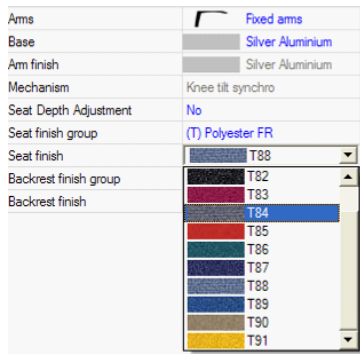 Arms Fixed arms
Base Silver Aluminium
Arm finish Silver Aluminium
Mechanism Knee tilt synchro
Seat Depth Adjustment No
Seat finish group (T) Polyester FR
Seat finish T88
Backrest finish group T82
T83
Backrest finish
T84
T85
T86
T87
T88
T89
T90
T91